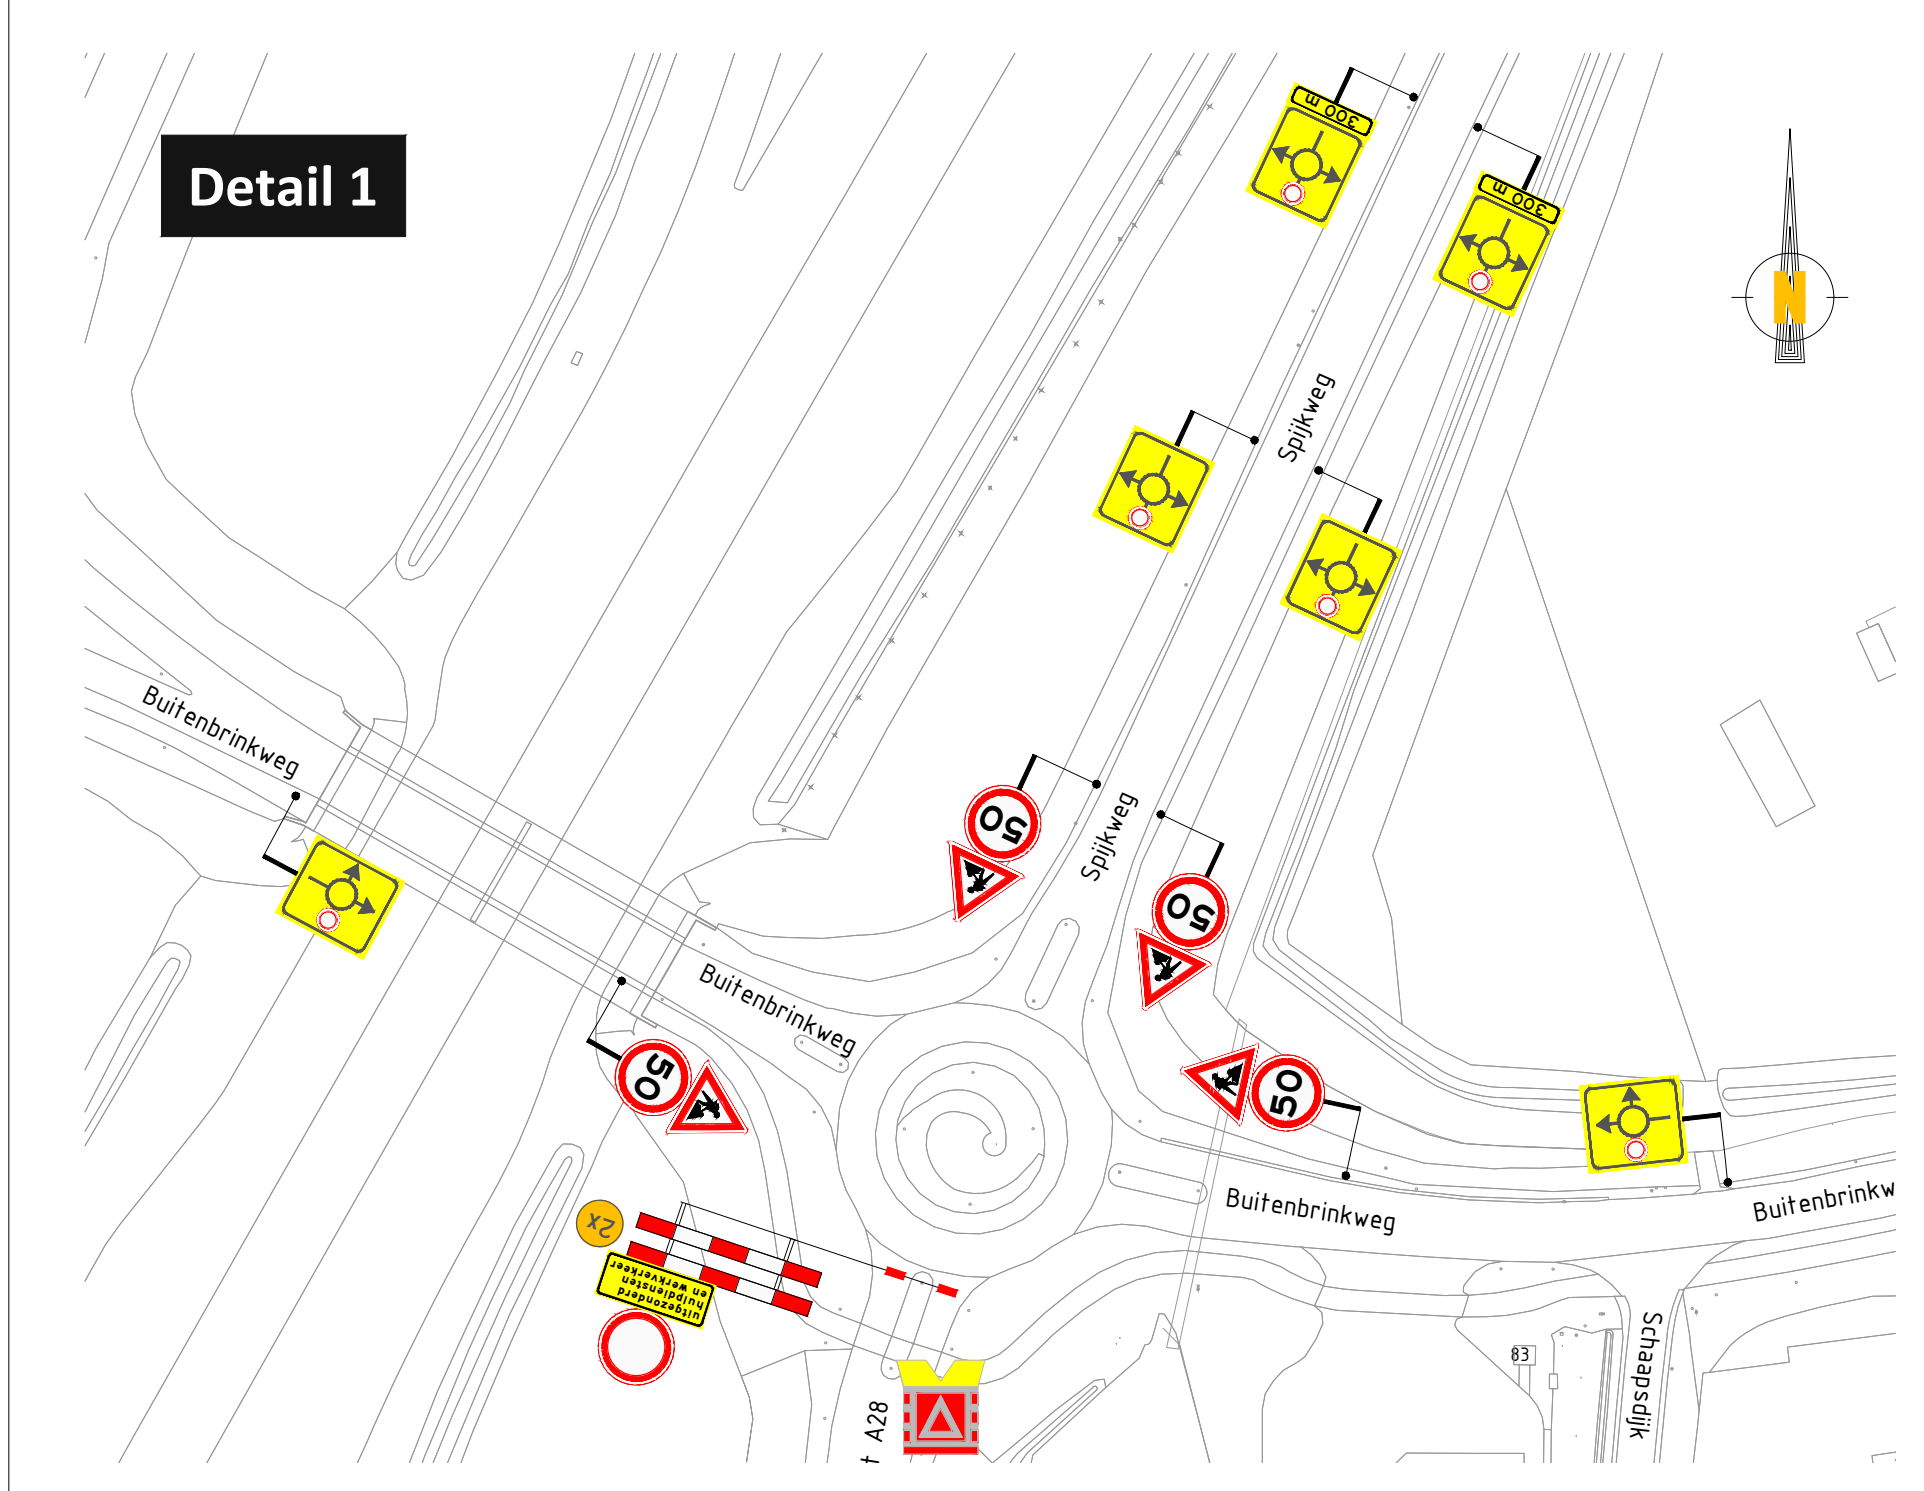 Detail 1
300 m
300 m
N
Spijkweg
Buitenbrinkweg
50
Spijkweg
50
Buitenbrinkweg
50
50
Buitenbrinkweg
Buitenbrinkw
2x
uitgezonderd
hulpdiensten
en werkverkeer
83
Schaapsdijk
t A28